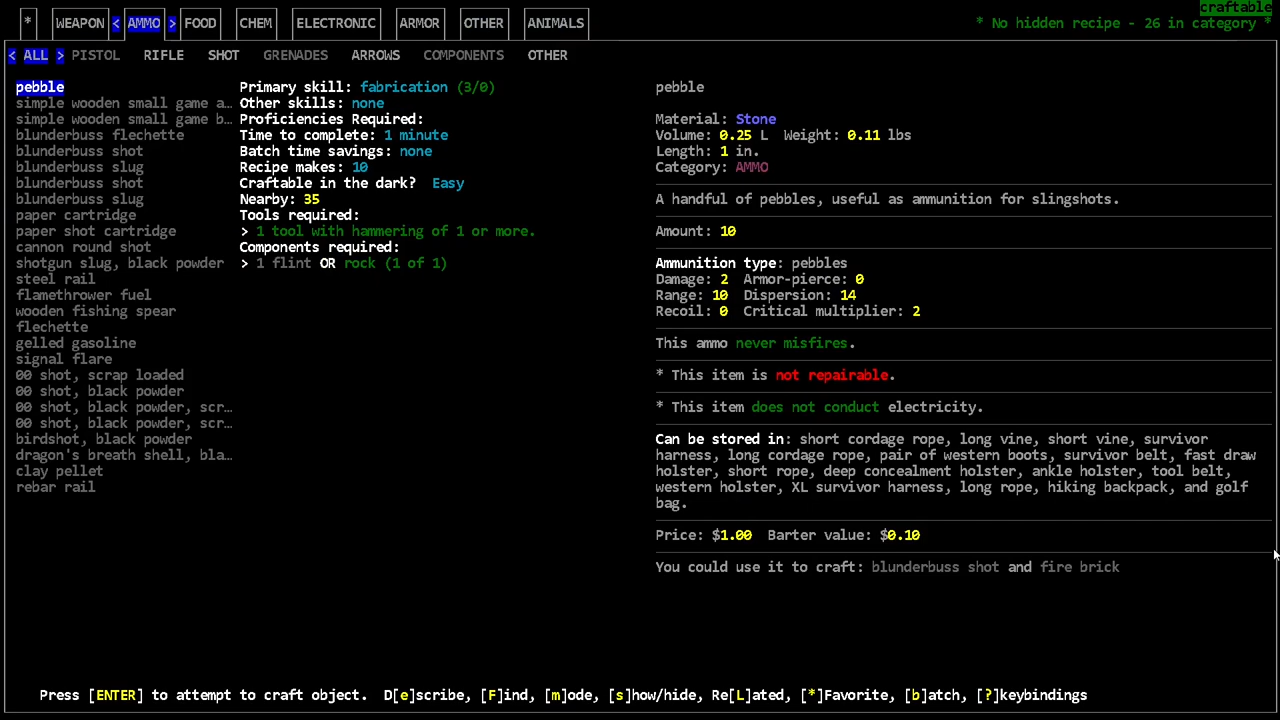 craftable
* WEAPON < AMMO > FOOD CHEM ELECTRONIC ARMOR OTHER ANIMALS
* No hidden recipe - 26 in category *
< ALL > PISTOL RIFLE SHOT GRENADES ARROWS COMPONENTS OTHER
pebble
simple wooden small game a…
simple wooden small game b…
blunderbuss flechette
blunderbuss shot
blunderbuss slug
blunderbuss shot
blunderbuss slug
paper cartridge
paper shot cartridge
cannon round shot
shotgun slug, black powder
steel rail
flamethrower fuel
wooden fishing spear
flechette
gelled gasoline
signal flare
00 shot, scrap loaded
00 shot, black powder
00 shot, black powder, scr…
00 shot, black powder, scr…
birdshot, black powder
dragon's breath shell, bla…
clay pellet
rebar rail
Primary skill: fabrication (3/0)
Other skills: none
Proficiencies Required:
Time to complete: 1 minute
Batch time savings: none
Recipe makes: 10
Craftable in the dark? Easy
Nearby: 35
Tools required:
> 1 tool with hammering of 1 or more.
Components required:
> 1 flint OR rock (1 of 1)
pebble
Material: Stone
Volume: 0.25 L Weight: 0.11 lbs
Length: 1 in.
Category: AMMO
A handful of pebbles, useful as ammunition for slingshots.
Amount: 10
Ammunition type: pebbles
Damage: 2 Armor-pierce: 0
Range: 10 Dispersion: 14
Recoil: 0 Critical multiplier: 2
This ammo never misfires.
* This item is not repairable.
* This item does not conduct electricity.
Can be stored in: short cordage rope, long vine, short vine, survivor
harness, long cordage rope, pair of western boots, survivor belt, fast draw
holster, short rope, deep concealment holster, ankle holster, tool belt,
western holster, XL survivor harness, long rope, hiking backpack, and golf
bag.
Price: $1.00 Barter value: $0.10
You could use it to craft: blunderbuss shot and fire brick
Press [ENTER] to attempt to craft object. D[e]scribe, [F]ind, [m]ode, [s]how/hide, Re[L]ated, [*]Favorite, [b]atch, [?]keybindings